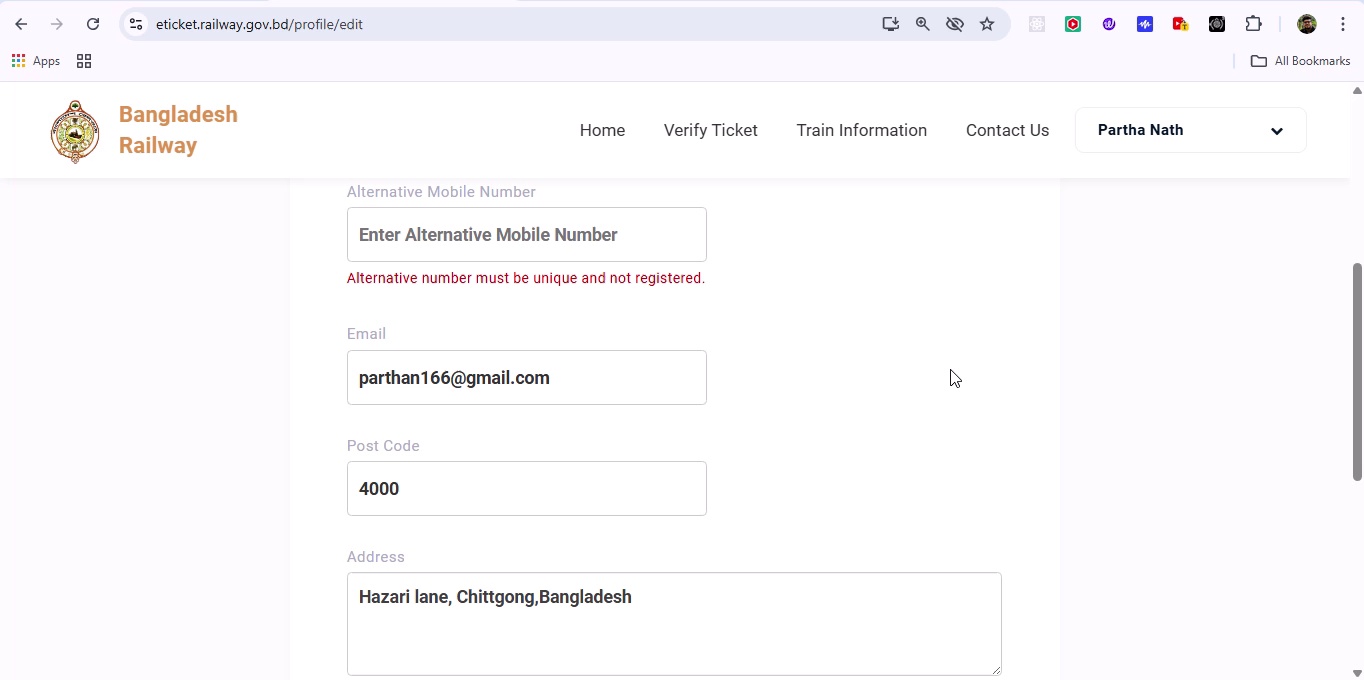 eticket.railway.gov.bd/profile/edit
Apps
All Bookmarks
Bangladesh
Railway
Home
Verify Ticket
Train Information
Contact Us
Partha Nath
Alternative Mobile Number
Enter Alternative Mobile Number
Alternative number must be unique and not registered.
Email
parthan166@gmail.com
Post Code
4000
Address
Hazari lane, Chittgong,Bangladesh